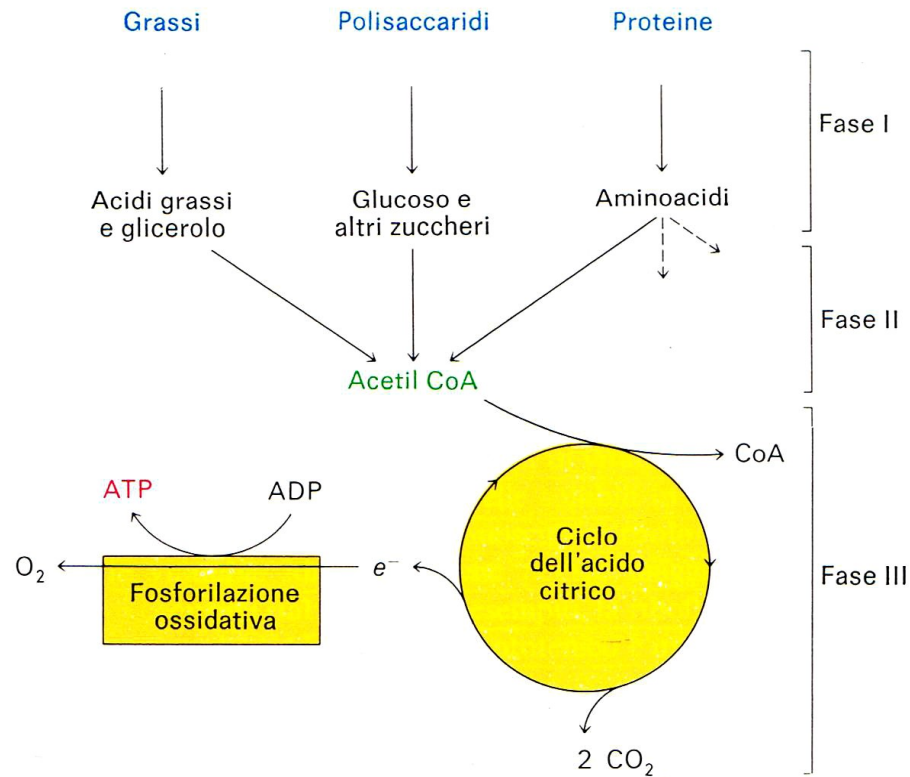 Grassi
Polisaccaridi
Proteine
Fase I
Acidi grassi
e glicerolo
Glucoso e
altri zuccheri
Aminoacidi
Fase II
Acetil CoA
CoA
ATP
ADP
Ciclo
dell'acido
citrico
O₂
e⁻
Fase III
Fosforilazione
ossidativa
2 CO₂